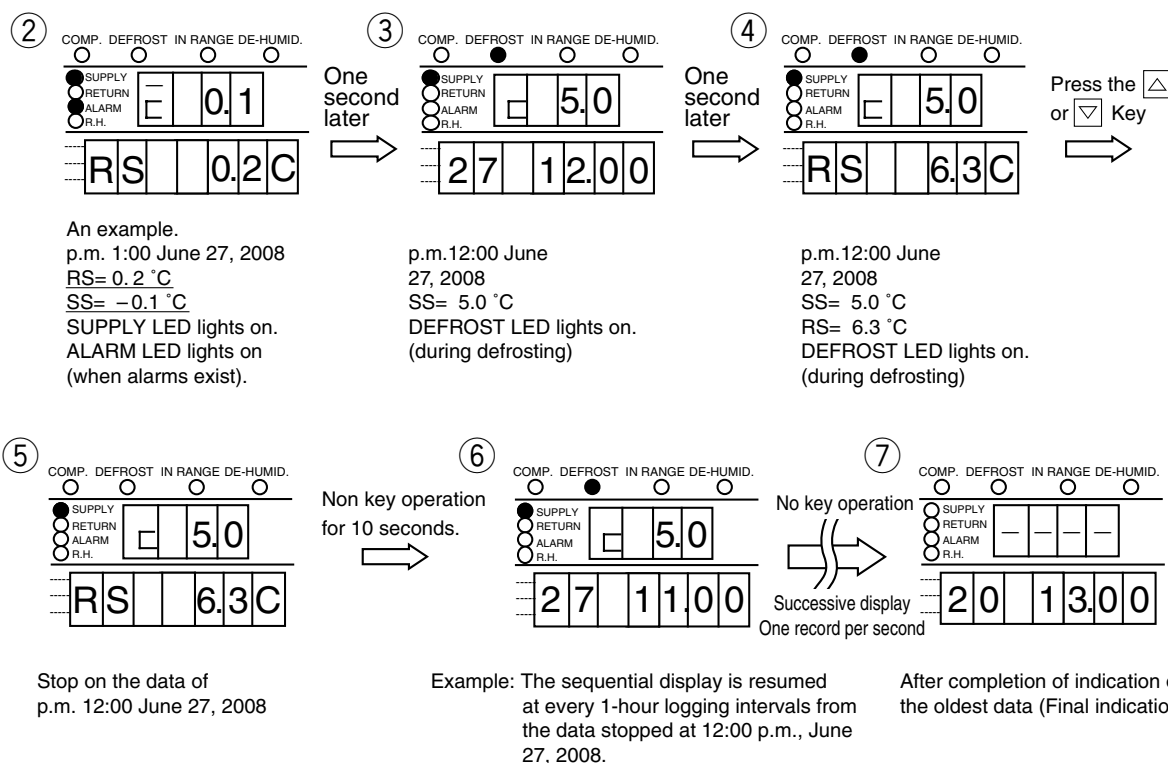 ②
COMP. DEFROST IN RANGE DE-HUMID.
SUPPLY
RETURN
ALARM
R.H.
0.1
RS 0.2C
An example.
p.m. 1:00 June 27, 2008
RS= 0. 2 ˚C
SS= –0.1 ˚C
SUPPLY LED lights on.
ALARM LED lights on
(when alarms exist).
One
second
later
③
COMP. DEFROST IN RANGE DE-HUMID.
SUPPLY
RETURN
ALARM
R.H.
5.0
27 12.00
p.m.12:00 June
27, 2008
SS= 5.0 ˚C
DEFROST LED lights on.
(during defrosting)
One
second
later
④
COMP. DEFROST IN RANGE DE-HUMID.
SUPPLY
RETURN
ALARM
R.H.
5.0
RS 6.3C
p.m.12:00 June
27, 2008
SS= 5.0 ˚C
RS= 6.3 ˚C
DEFROST LED lights on.
(during defrosting)
Press the △
or ▽ Key
⑤
COMP. DEFROST IN RANGE DE-HUMID.
SUPPLY
RETURN
ALARM
R.H.
5.0
RS 6.3C
Stop on the data of
p.m. 12:00 June 27, 2008
Non key operation
for 10 seconds.
⑥
COMP. DEFROST IN RANGE DE-HUMID.
SUPPLY
RETURN
ALARM
R.H.
5.0
27 11.00
Example: The sequential display is resumed
at every 1-hour logging intervals from
the data stopped at 12:00 p.m., June
27, 2008.
No key operation
Successive display
One record per second
⑦
COMP. DEFROST IN RANGE DE-HUMID.
SUPPLY
RETURN
ALARM
R.H.
– – – –
20 13.00
After completion of indication
the oldest data (Final